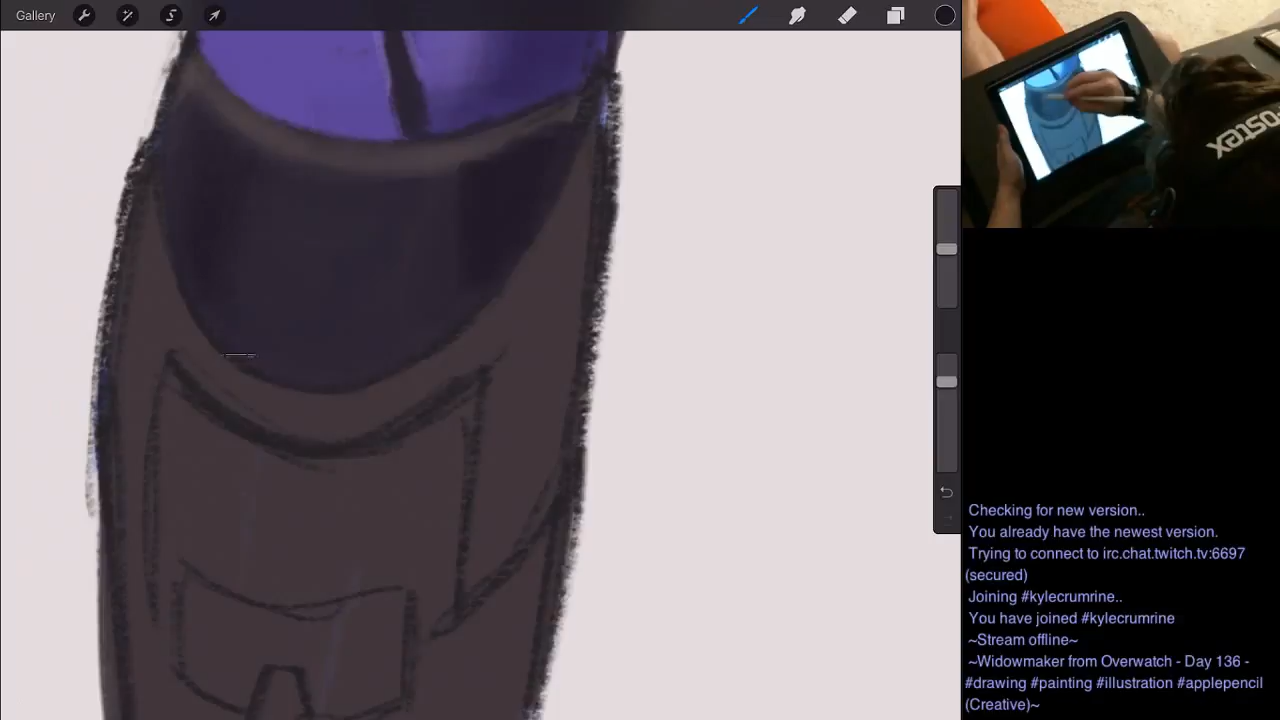 Gallery
Fostex
Checking for new version..
You already have the newest version.
Trying to connect to irc.chat.twitch.tv:6697
(secured)
Joining #kylecrumrine..
You have joined #kylecrumrine
~Stream offline~
~Widowmaker from Overwatch - Day 136 -
#drawing #painting #illustration #applepencil
(Creative)~